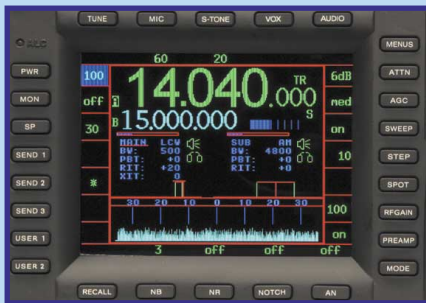 TUNE MIC S-TONE VOX AUDIO
ALC
MENUS
60 20
PWR 100 14.040.000 TR 6dB ATTN
A S
MON off med AGC
B 15,000.000
SP 30 on SWEEP
MAIN LCW SUB AM
SEND 1 BW: 500 BW: 4800 10 STEP
PBT: +0 PBT: +0
RIT: +20 RIT: +0
SEND 2 * XIT: 0 SPOT
SEND 3 30 20 10 0 10 20 30 100 RFGAIN
USER 1 on PREAMP
3 off off off
USER 2 MODE
RECALL NB NR NOTCH AN